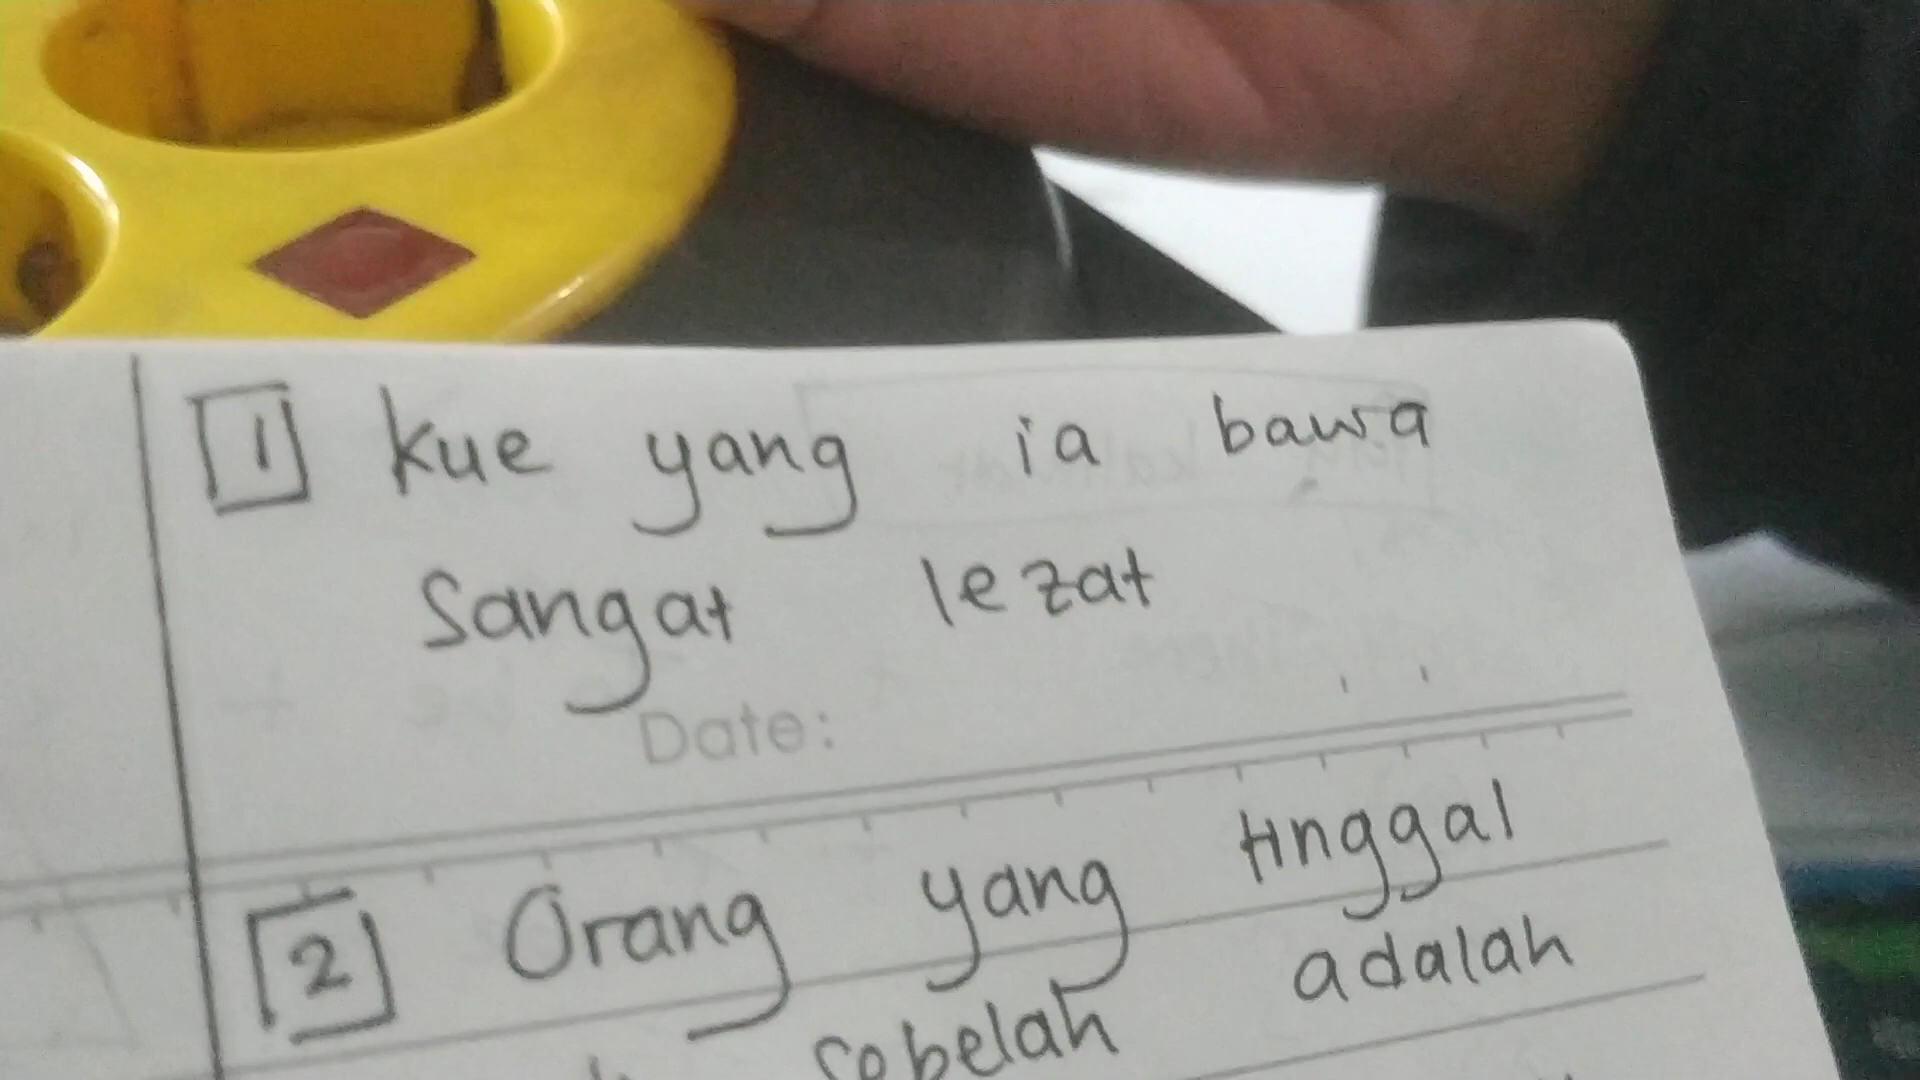 1 kue yang ia bawa
Sangat lezat
Date:
2 Orang yang tinggal
sebelah adalah